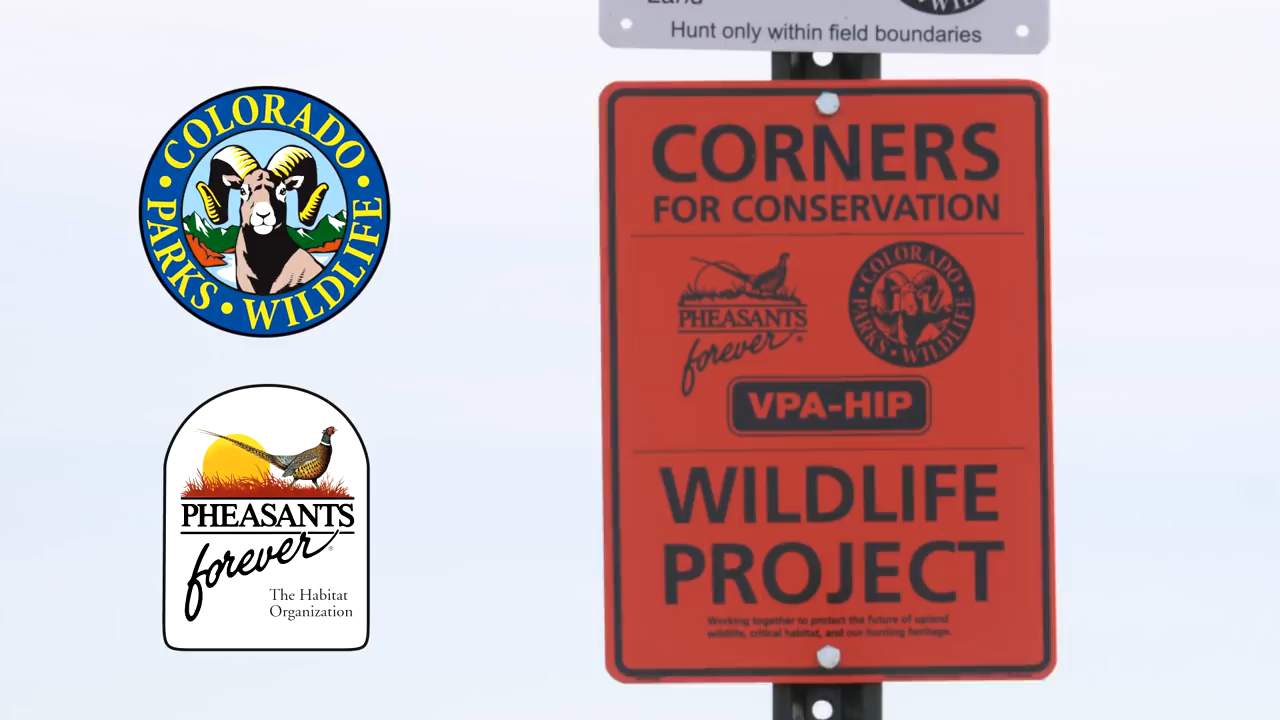 COLORADO
PARKS • WILDLIFE
PHEASANTS
forever®
The Habitat
Organization
Land
WIL
Hunt only within field boundaries
CORNERS
FOR CONSERVATION
PHEASANTS
forever®
COLORADO
PARKS • WILDLIFE
VPA-HIP
WILDLIFE
PROJECT
Working together to protect the future of upland
wildlife, critical habitat, and our hunting heritage.